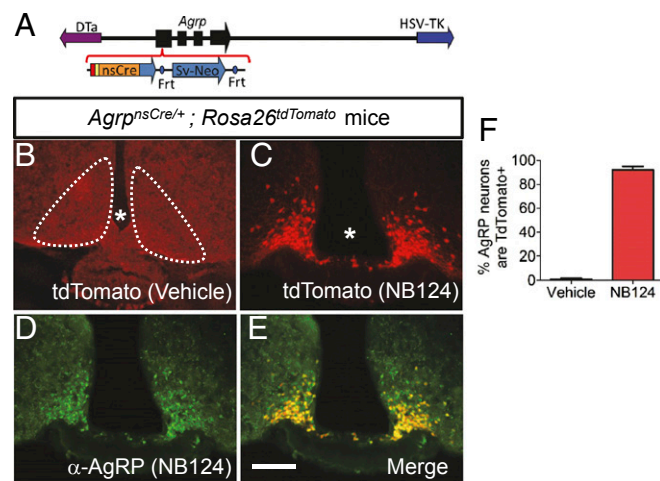 A
DTa
Agrp
HSV-TK
nsCre
Sv-Neo
Frt
Frt
Agrp^nsCre/+ ; Rosa26^tdTomato mice
B
*
tdTomato (Vehicle)
C
*
tdTomato (NB124)
D
α-AgRP (NB124)
E
Merge
F
% AgRP neurons
are TdTomato+
100
80
60
40
20
0
Vehicle
NB124